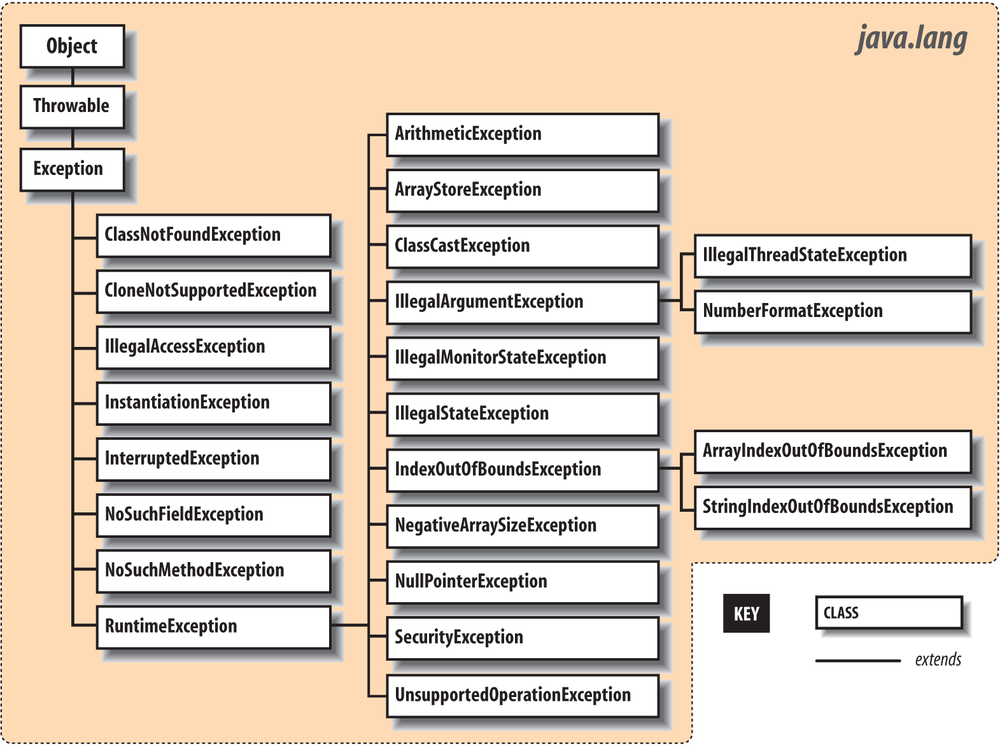 java.lang
Object
Throwable
Exception
ClassNotFoundException
CloneNotSupportedException
IllegalAccessException
InstantiationException
InterruptedException
NoSuchFieldException
NoSuchMethodException
RuntimeException
ArithmeticException
ArrayStoreException
ClassCastException
IllegalArgumentException
IllegalMonitorStateException
IllegalStateException
IndexOutOfBoundsException
NegativeArraySizeException
NullPointerException
SecurityException
UnsupportedOperationException
IllegalThreadStateException
NumberFormatException
ArrayIndexOutOfBoundsException
StringIndexOutOfBoundsException
KEY
CLASS
extends